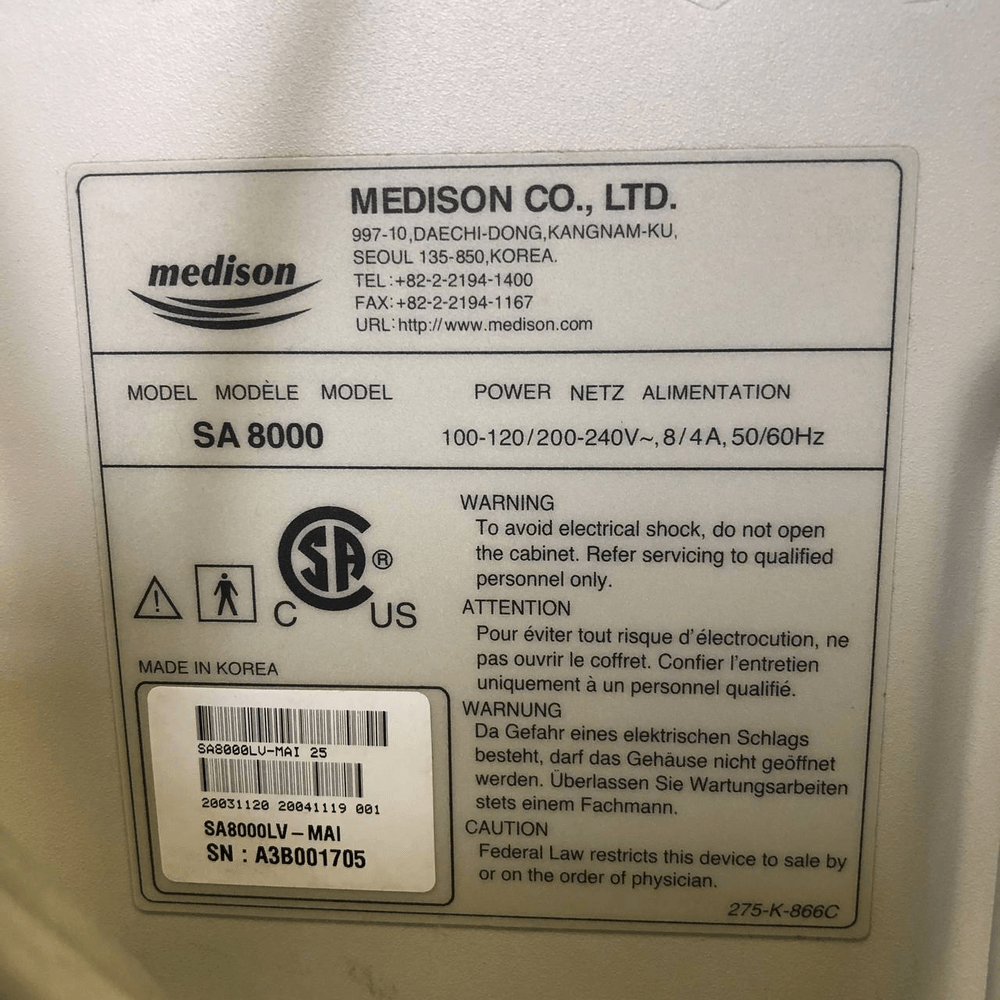 MEDISON CO., LTD.
997-10,DAECHI-DONG,KANGNAM-KU,
SEOUL 135-850,KOREA.
TEL:+82-2-2194-1400
FAX:+82-2-2194-1167
URL:http://www.medison.com
medison
MODEL MODÈLE MODEL
SA 8000
POWER NETZ ALIMENTATION
100-120/200-240V~,8/4A,50/60Hz
SA®
C US
MADE IN KOREA
SA8000LV-MAI 25
20031120 20041119 001
SA8000LV-MAI
SN : A3B001705
WARNING
To avoid electrical shock, do not open
the cabinet. Refer servicing to qualified
personnel only.
ATTENTION
Pour éviter tout risque d'électrocution, ne
pas ouvrir le coffret. Confier l'entretien
uniquement à un personnel qualifié.
WARNUNG
Da Gefahr eines elektrischen Schlags
besteht, darf das Gehäuse nicht geöffnet
werden. Überlassen Sie Wartungsarbeiten
stets einem Fachmann.
CAUTION
Federal Law restricts this device to sale by
or on the order of physician.
275-K-866C